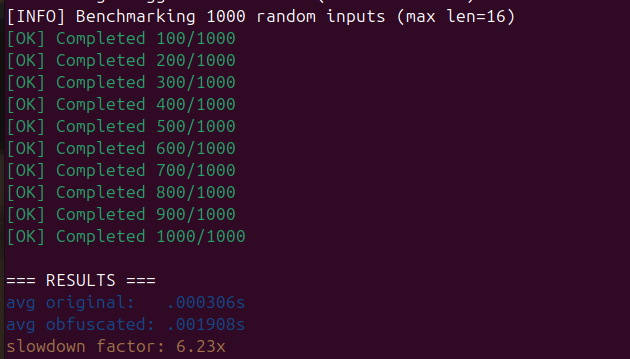 [INFO] Benchmarking 1000 random inputs (max len=16)
[OK] Completed 100/1000
[OK] Completed 200/1000
[OK] Completed 300/1000
[OK] Completed 400/1000
[OK] Completed 500/1000
[OK] Completed 600/1000
[OK] Completed 700/1000
[OK] Completed 800/1000
[OK] Completed 900/1000
[OK] Completed 1000/1000
=== RESULTS ===
avg original:   .000306s
avg obfuscated: .001908s
slowdown factor: 6.23x